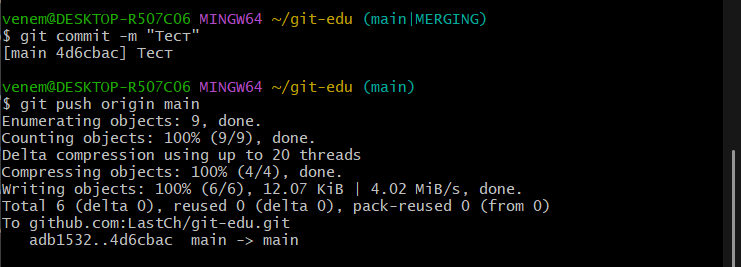 venem@DESKTOP-R507C06 MINGW64 ~/git-edu (main|MERGING)
$ git commit -m "Тест"
[main 4d6cbac] Тест
venem@DESKTOP-R507C06 MINGW64 ~/git-edu (main)
$ git push origin main
Enumerating objects: 9, done.
Counting objects: 100% (9/9), done.
Delta compression using up to 20 threads
Compressing objects: 100% (4/4), done.
Writing objects: 100% (6/6), 12.07 KiB | 4.02 MiB/s, done.
Total 6 (delta 0), reused 0 (delta 0), pack-reused 0 (from 0)
To github.com:LastCh/git-edu.git
   adb1532..4d6cbac  main -> main